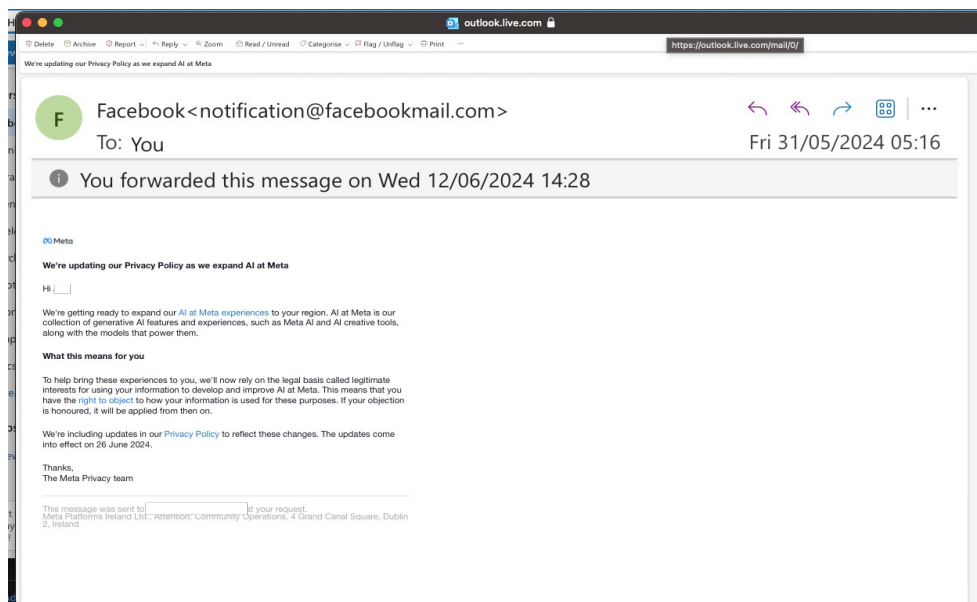 outlook.live.com
Delete Archive Report Reply Zoom Read / Unread Categorise Flag / Unflag Print ...
https://outlook.live.com/mail/0/
We're updating our Privacy Policy as we expand AI at Meta
F
Facebook<notification@facebookmail.com>
To: You
Fri 31/05/2024 05:16
You forwarded this message on Wed 12/06/2024 14:28
Meta
We're updating our Privacy Policy as we expand AI at Meta
Hi
We're getting ready to expand our AI at Meta experiences to your region. AI at Meta is our
collection of generative AI features and experiences, such as Meta AI and AI creative tools,
along with the models that power them.
What this means for you
To help bring these experiences to you, we'll now rely on the legal basis called legitimate
interests for using your information to develop and improve AI at Meta. This means that you
have the right to object to how your information is used for these purposes. If your objection
is honoured, it will be applied from then on.
We're including updates in our Privacy Policy to reflect these changes. The updates come
into effect on 26 June 2024.
Thanks,
The Meta Privacy team
This message was sent to at your request.
Meta Platforms Ireland Ltd., Attention: Community Operations, 4 Grand Canal Square, Dublin
2, Ireland